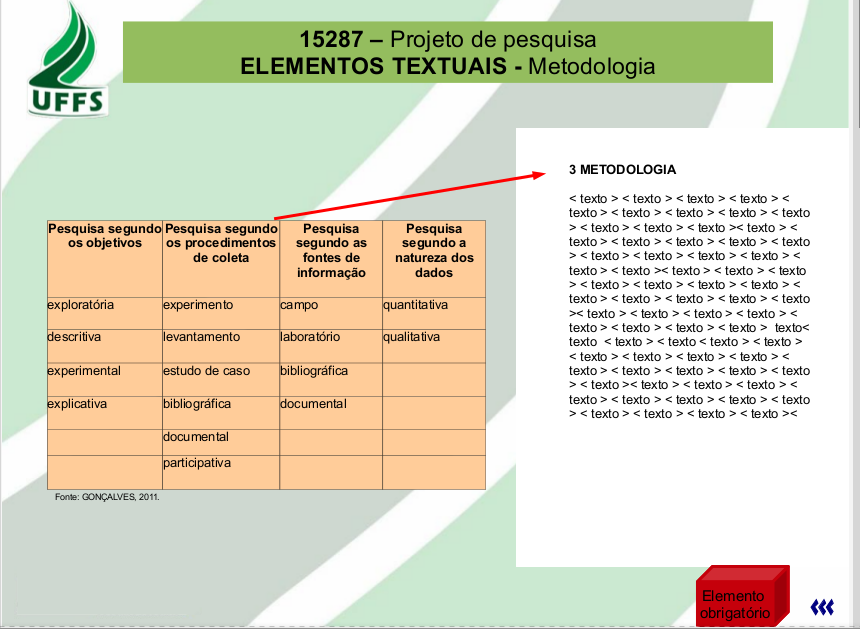 UFFS
15287 – Projeto de pesquisa
ELEMENTOS TEXTUAIS - Metodologia
Pesquisa segundo os objetivos | Pesquisa segundo os procedimentos de coleta | Pesquisa segundo as fontes de informação | Pesquisa segundo a natureza dos dados
exploratória | experimento | campo | quantitativa
descritiva | levantamento | laboratório | qualitativa
experimental | estudo de caso | bibliográfica
explicativa | bibliográfica | documental
documental
participativa
Fonte: GONÇALVES, 2011.
3 METODOLOGIA
< texto > < texto > < texto > < texto > <
texto > < texto > < texto > < texto > < texto
> < texto > < texto > < texto >< texto > <
texto > < texto > < texto > < texto > < texto
> < texto > < texto > < texto > < texto > <
texto > < texto >< texto > < texto > < texto
> < texto > < texto > < texto > < texto > <
texto > < texto > < texto > < texto > < texto
>< texto > < texto > < texto > < texto > <
texto > < texto > < texto > < texto >  texto<
texto  < texto > < texto < texto > < texto >
< texto > < texto > < texto > < texto > <
texto > < texto > < texto > < texto > < texto
> < texto >< texto > < texto > < texto > <
texto > < texto > < texto > < texto > < texto
> < texto > < texto > < texto > < texto ><
Elemento
obrigatório